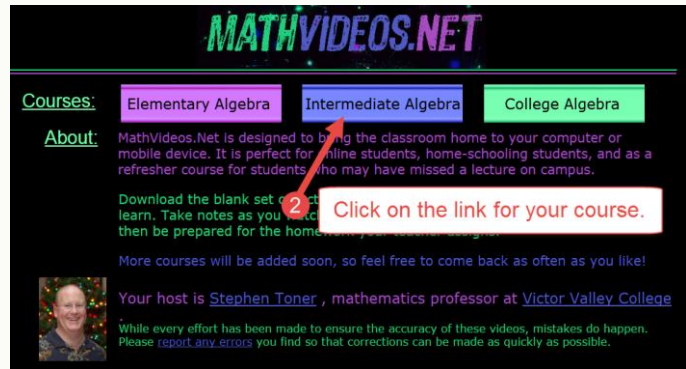 MATHVIDEOS.NET
Courses: Elementary Algebra Intermediate Algebra College Algebra
About: MathVideos.Net is designed to bring the classroom home to your computer or
mobile device. It is perfect for online students, home-schooling students, and as a
refresher course for students who may have missed a lecture on campus.
Download the blank set of
learn. Take notes as you watch
then be prepared for the homework your teacher assigns.
2 Click on the link for your course.
More courses will be added soon, so feel free to come back as often as you like!
Your host is Stephen Toner , mathematics professor at Victor Valley College
.
While every effort has been made to ensure the accuracy of these videos, mistakes do happen.
Please report any errors you find so that corrections can be made as quickly as possible.